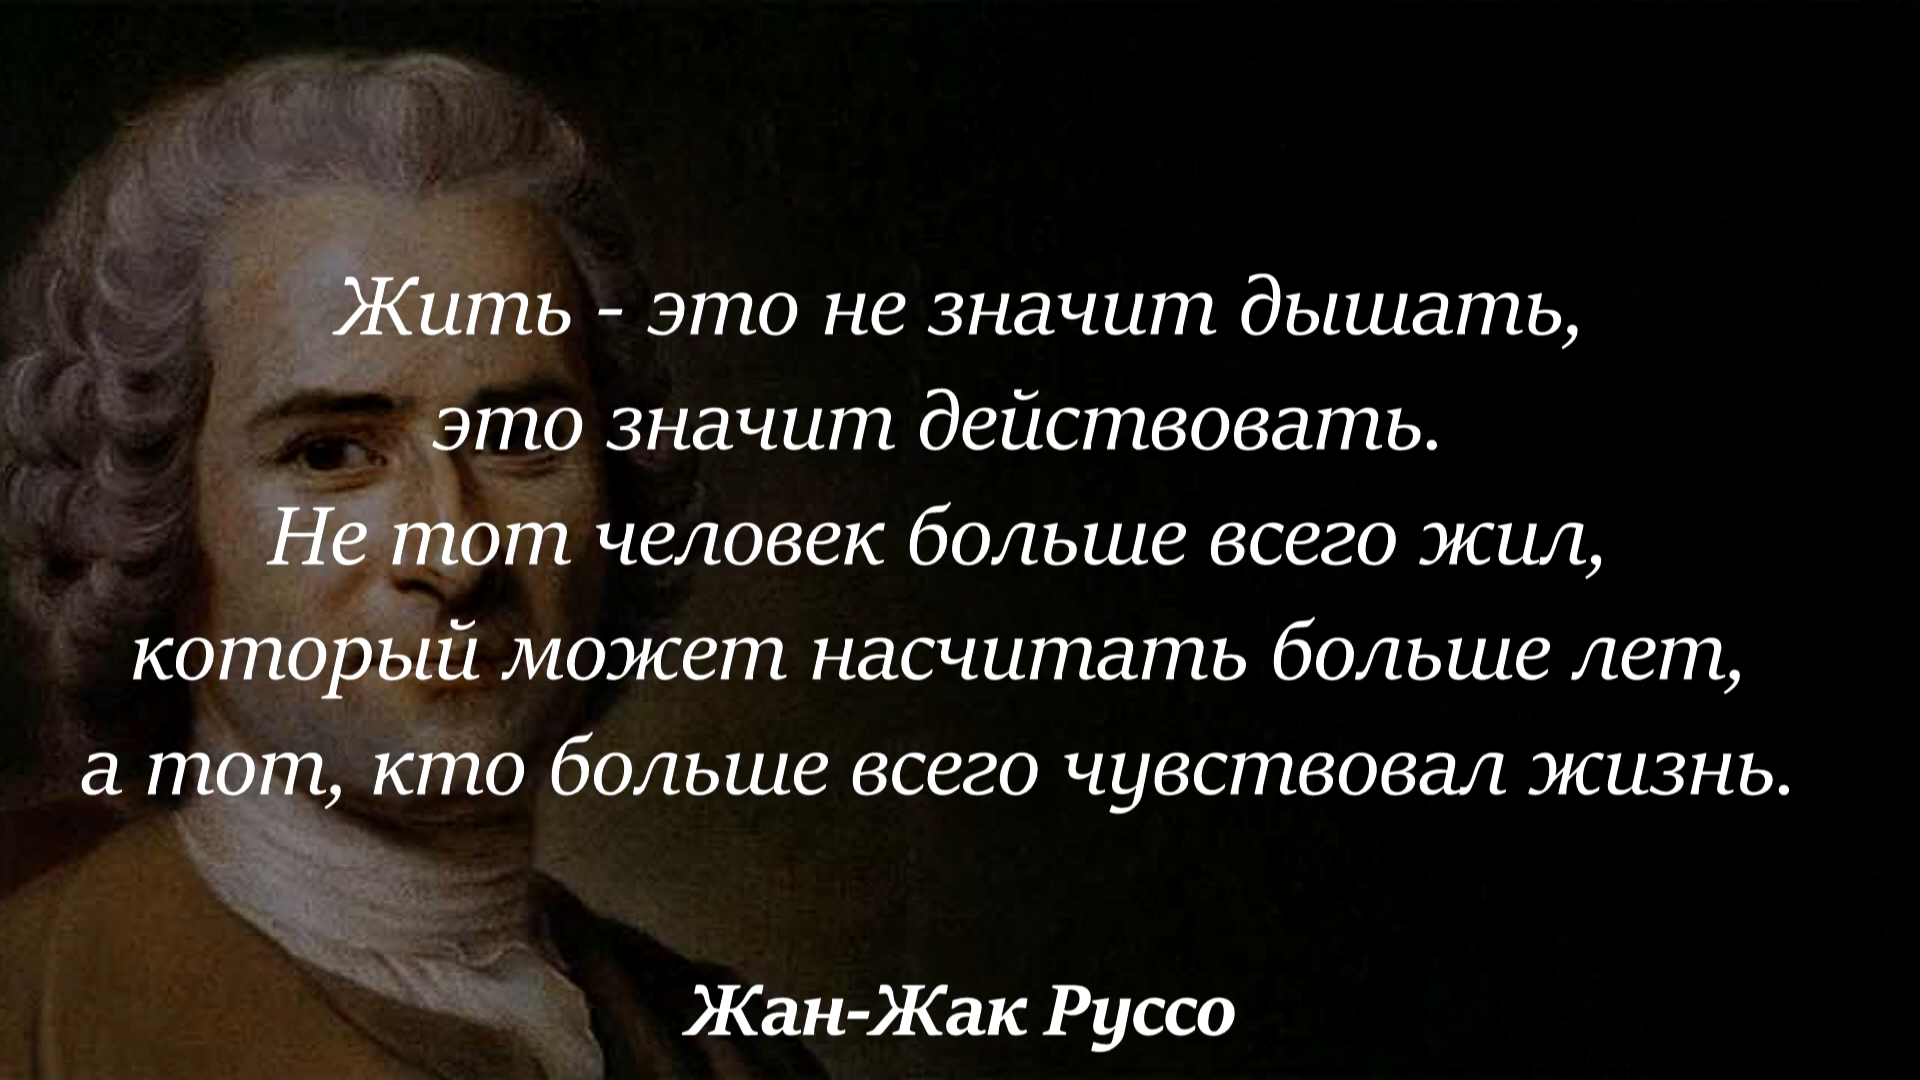 Жить - это не значит дышать,
это значит действовать.
Не тот человек больше всего жил,
который может насчитать больше лет,
а тот, кто больше всего чувствовал жизнь.
Жан-Жак Руссо